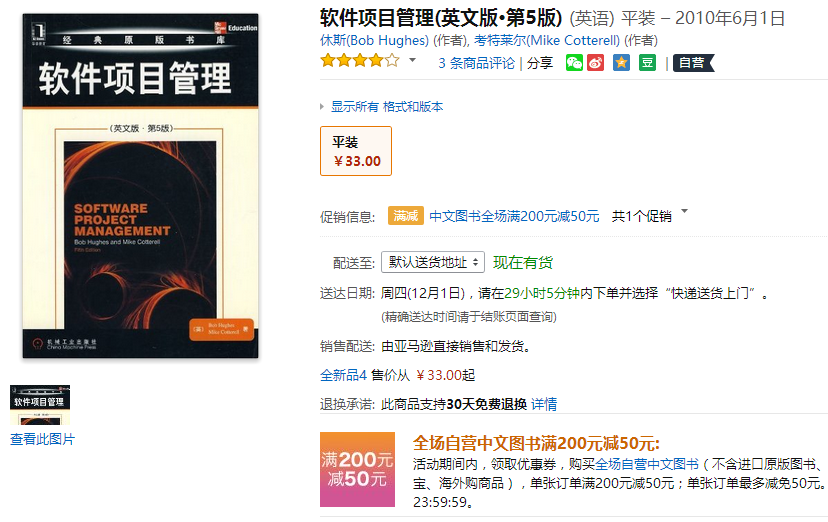 机械工业出版社
McGraw Hill Education
经典原版书库
软件项目管理
(英文版·第5版)
SOFTWARE
PROJECT
MANAGEMENT
Bob Hughes and Mike Cotterell
Fifth Edition
(英) Bob Hughes
Mike Cotterell 著
机械工业出版社
China Machine Press
软件项目管理
查看此图片
软件项目管理(英文版•第5版) (英语) 平装 – 2010年6月1日
休斯(Bob Hughes) (作者), 考特莱尔(Mike Cotterell) (作者)
3 条商品评论 | 分享 豆 | 自营
显示所有 格式和版本
平装
￥33.00
促销信息: 满减 中文图书全场满200元减50元 共1个促销
配送至: 默认送货地址 现在有货
送达日期: 周四(12月1日)，请在29小时5分钟内下单并选择“快递送货上门”。
(精确送达时间请于结账页面查询)
销售配送: 由亚马逊直接销售和发货。
全新品4 售价从 ￥33.00起
退换承诺: 此商品支持30天免费退换 详情
满200元
减50元
全场自营中文图书满200元减50元:
活动期间内，领取优惠券，购买全场自营中文图书（不含进口原版图书、
宝、海外购商品），单张订单满200元减50元；单张订单最多减免50元。
23:59:59。